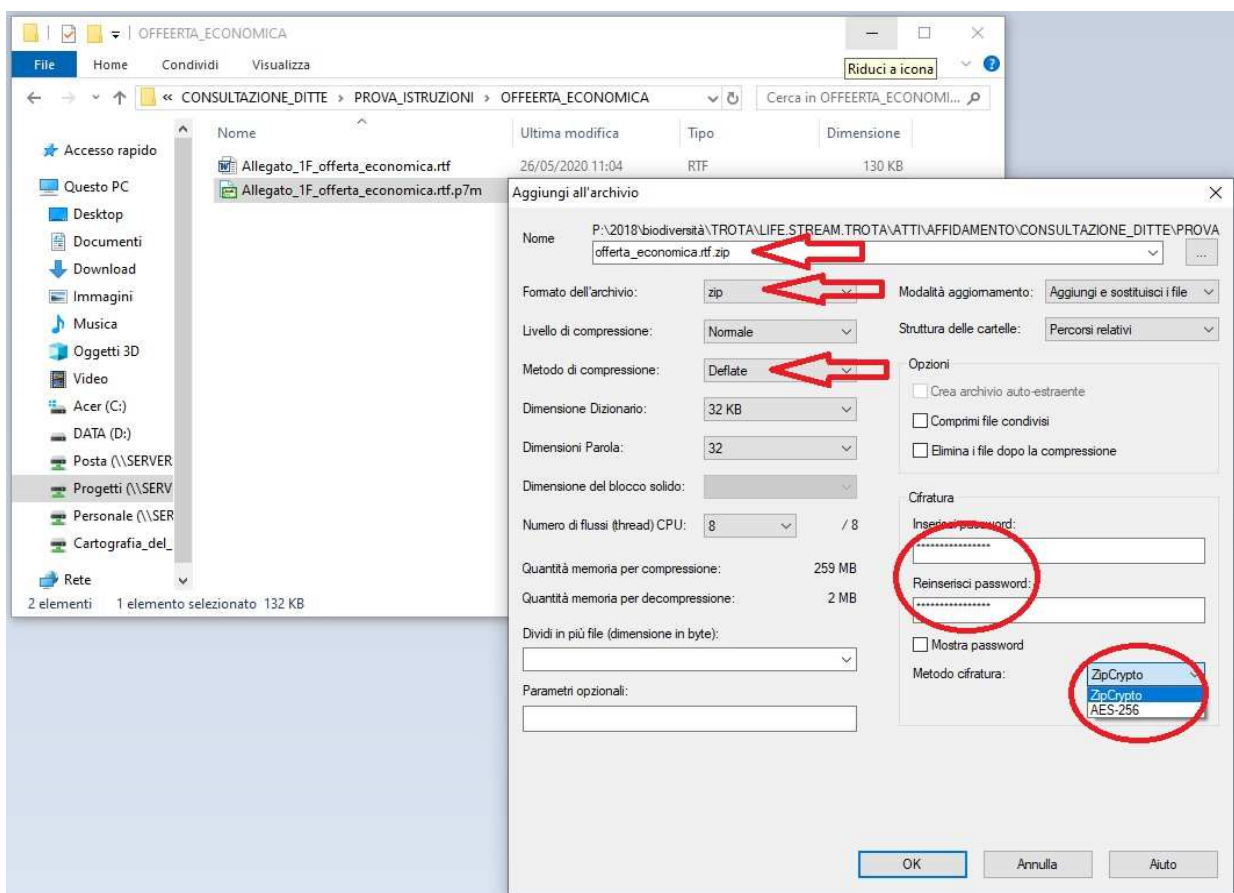 OFFEERTA_ECONOMICA
File Home Condividi Visualizza
Riduci a icona
« CONSULTAZIONE_DITTE > PROVA_ISTRUZIONI > OFFEERTA_ECONOMICA
Cerca in OFFEERTA_ECONOMI...
Nome Ultima modifica Tipo Dimensione
Accesso rapido
Questo PC
Desktop
Documenti
Download
Immagini
Musica
Oggetti 3D
Video
Acer (C:)
DATA (D:)
Posta (\\SERVER
Progetti (\\SERV
Personale (\\SER
Cartografia_del_
Rete
Allegato_1F_offerta_economica.rtf 26/05/2020 11:04 RTF 130 KB
Allegato_1F_offerta_economica.rtf.p7m
2 elementi 1 elemento selezionato 132 KB
Aggiungi all'archivio
Nome
P:\2018\biodiversità\TROTA\LIFE.STREAM.TROTA\ATTI\AFFIDAMENTO\CONSULTAZIONE_DITTE\PROVA
offerta_economica.rtf.zip
...
Formato dell'archivio: zip
Livello di compressione: Normale
Metodo di compressione: Deflate
Dimensione Dizionario: 32 KB
Dimensioni Parola: 32
Dimensione del blocco solido:
Numero di flussi (thread) CPU: 8 / 8
Quantità memoria per compressione: 259 MB
Quantità memoria per decompressione: 2 MB
Dividi in più file (dimensione in byte):
Parametri opzionali:
Modalità aggiornamento: Aggiungi e sostituisci i file
Struttura delle cartelle: Percorsi relativi
Opzioni
Crea archivio auto-estraente
Comprimi file condivisi
Elimina i file dopo la compressione
Cifratura
Inserisci password:
****************
Reinserisci password:
****************
Mostra password
Metodo cifratura: ZipCrypto
ZipCrypto
AES-256
OK Annulla Aiuto